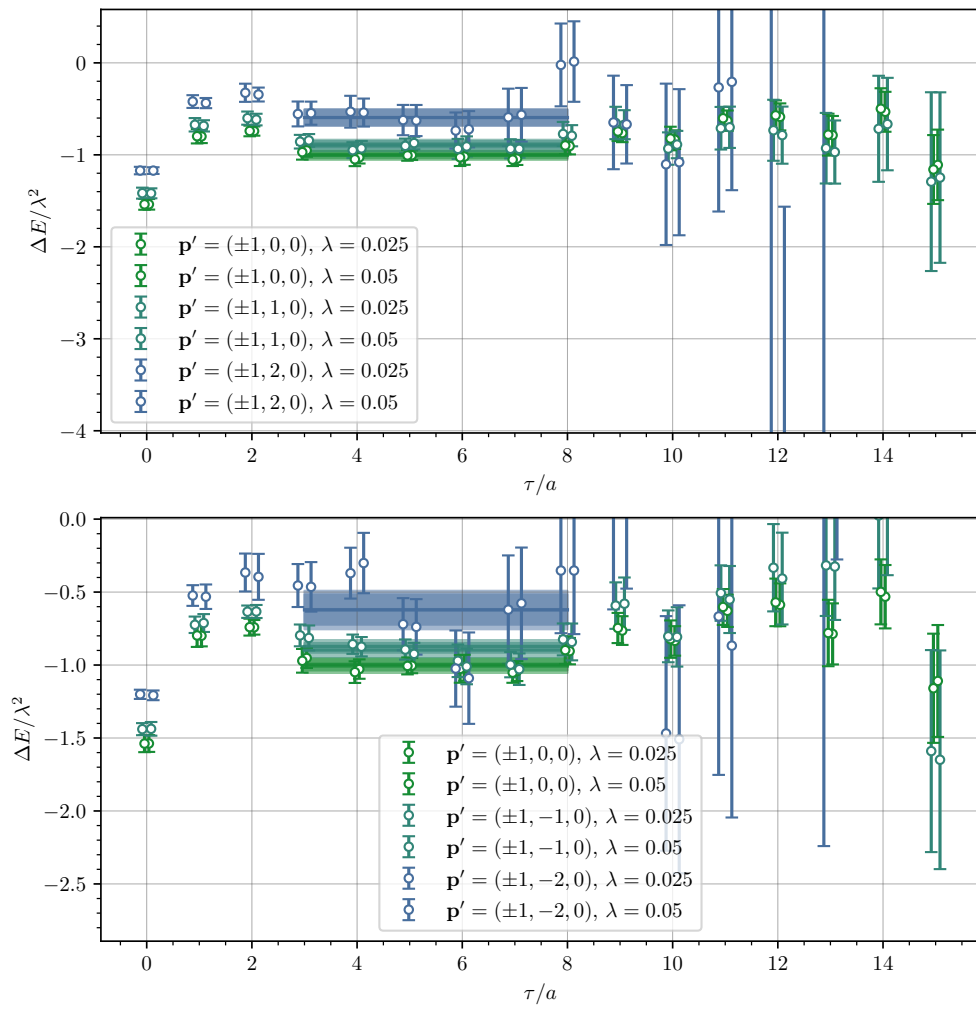 0
−1
−2
−3
−4
ΔE/λ²
p′ = (±1, 0, 0), λ = 0.025
p′ = (±1, 0, 0), λ = 0.05
p′ = (±1, 1, 0), λ = 0.025
p′ = (±1, 1, 0), λ = 0.05
p′ = (±1, 2, 0), λ = 0.025
p′ = (±1, 2, 0), λ = 0.05
0 2 4 6 8 10 12 14
τ/a
0.0
−0.5
−1.0
−1.5
−2.0
−2.5
ΔE/λ²
p′ = (±1, 0, 0), λ = 0.025
p′ = (±1, 0, 0), λ = 0.05
p′ = (±1, −1, 0), λ = 0.025
p′ = (±1, −1, 0), λ = 0.05
p′ = (±1, −2, 0), λ = 0.025
p′ = (±1, −2, 0), λ = 0.05
0 2 4 6 8 10 12 14
τ/a